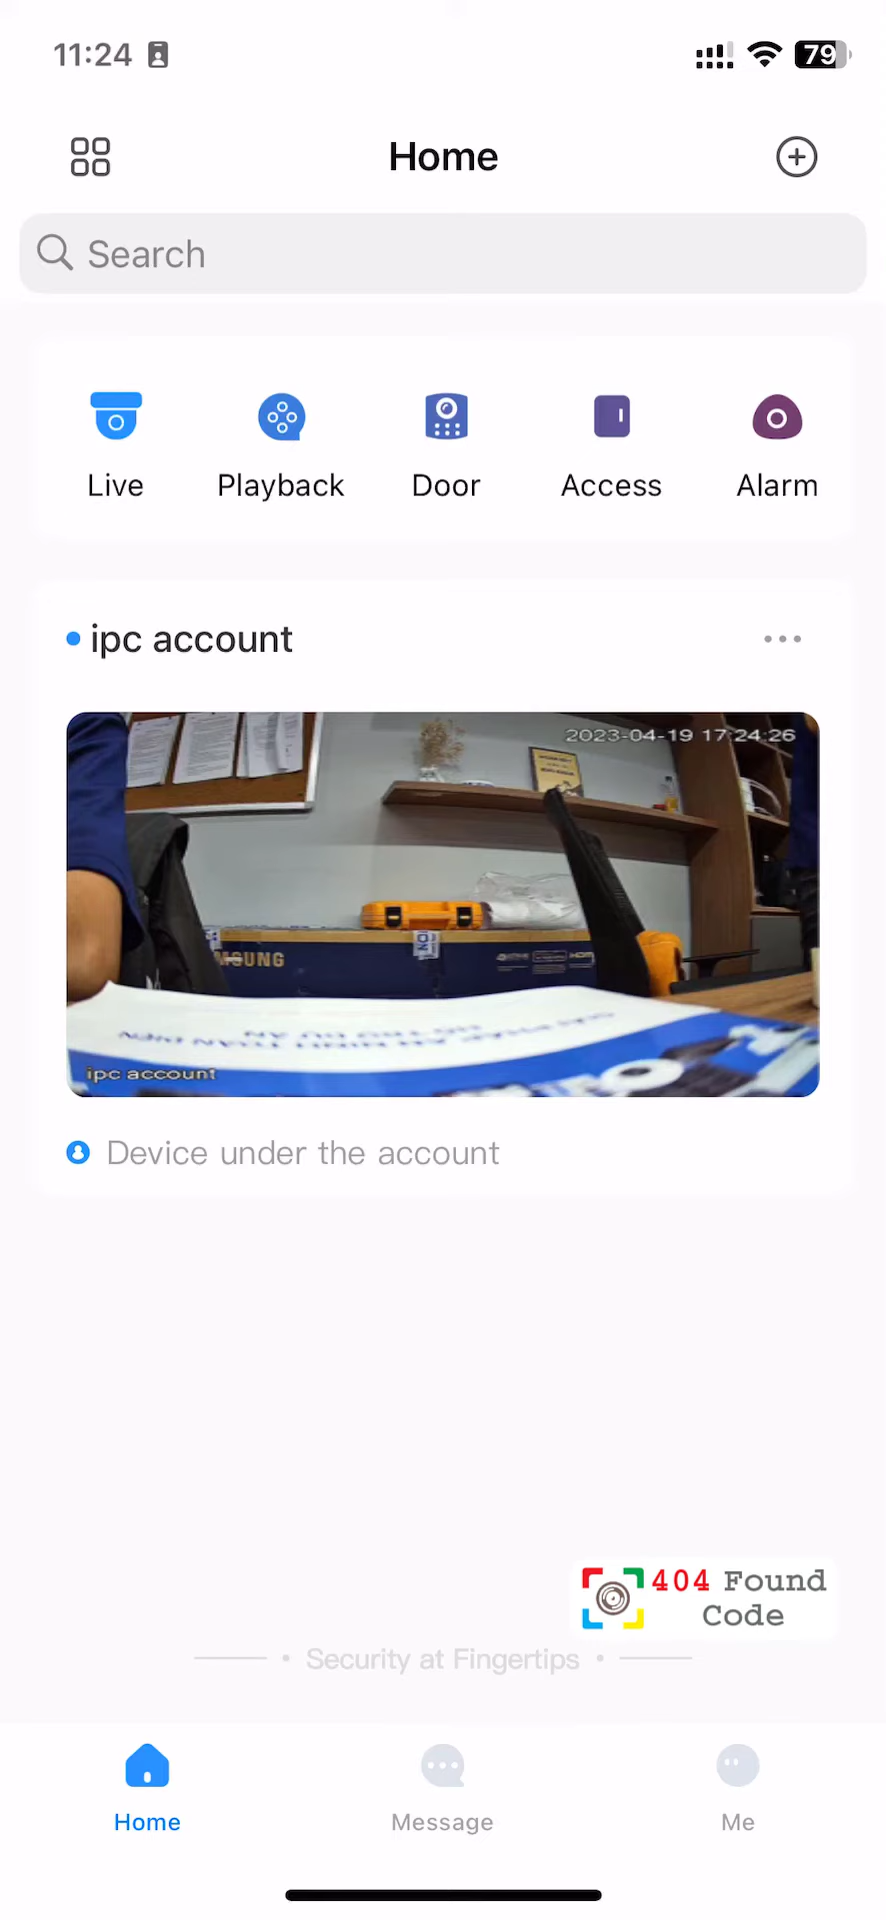 11:24
79
Home
Search
Live
Playback
Door
Access
Alarm
ipc account
2023-04-19 17:24:26
MSUNG
ipc account
Device under the account
404 Found
Code
Security at Fingertips
Home
Message
Me